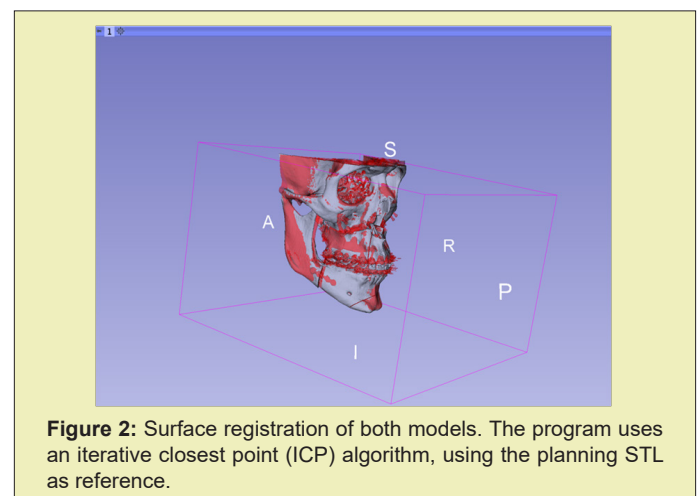 1
S
A
R
P
I
Figure 2: Surface registration of both models. The program uses
an iterative closest point (ICP) algorithm, using the planning STL
as reference.